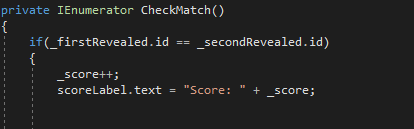 private IEnumerator CheckMatch()
{
if(_firstRevealed.id == _secondRevealed.id)
{
_score++;
scoreLabel.text = "Score: " + _score;